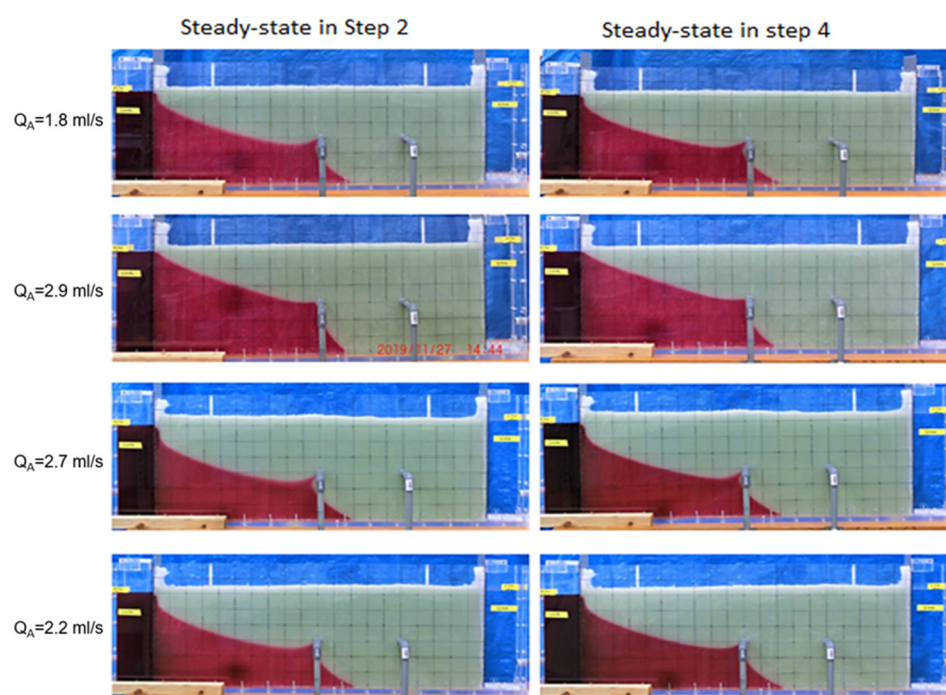 Steady-state in Step 2
Steady-state in step 4
QA=1.8 ml/s
QA=2.9 ml/s
2019/11/27 14:44
QA=2.7 ml/s
QA=2.2 ml/s